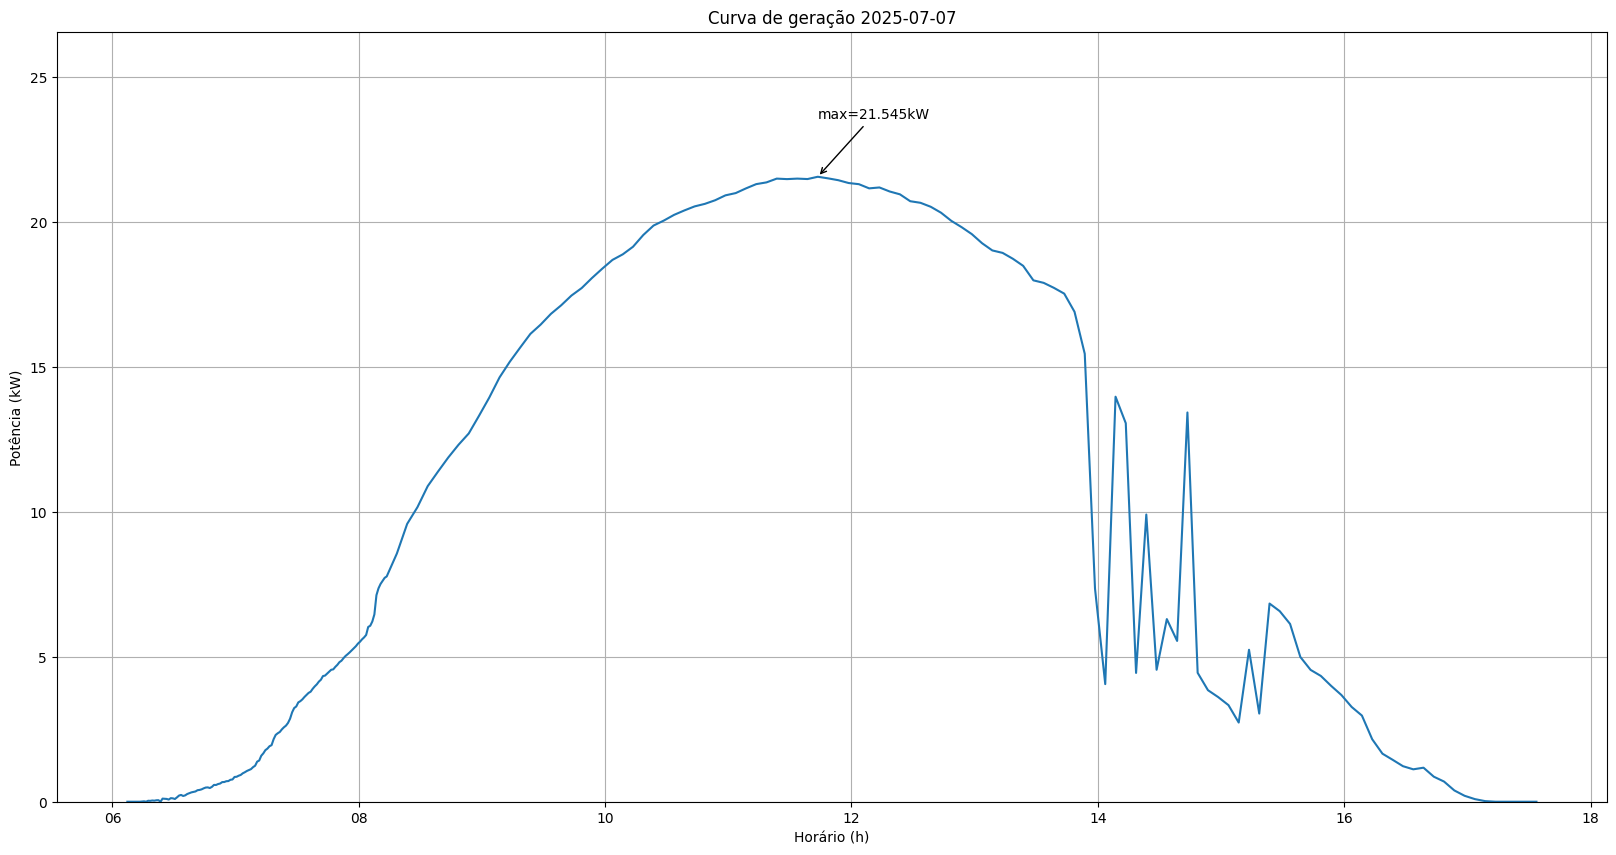 Curva de geração 2025-07-07
25
max=21.545kW
20
15
Potência (kW)
10
5
0
06 08 10 12 14 16 18
Horário (h)